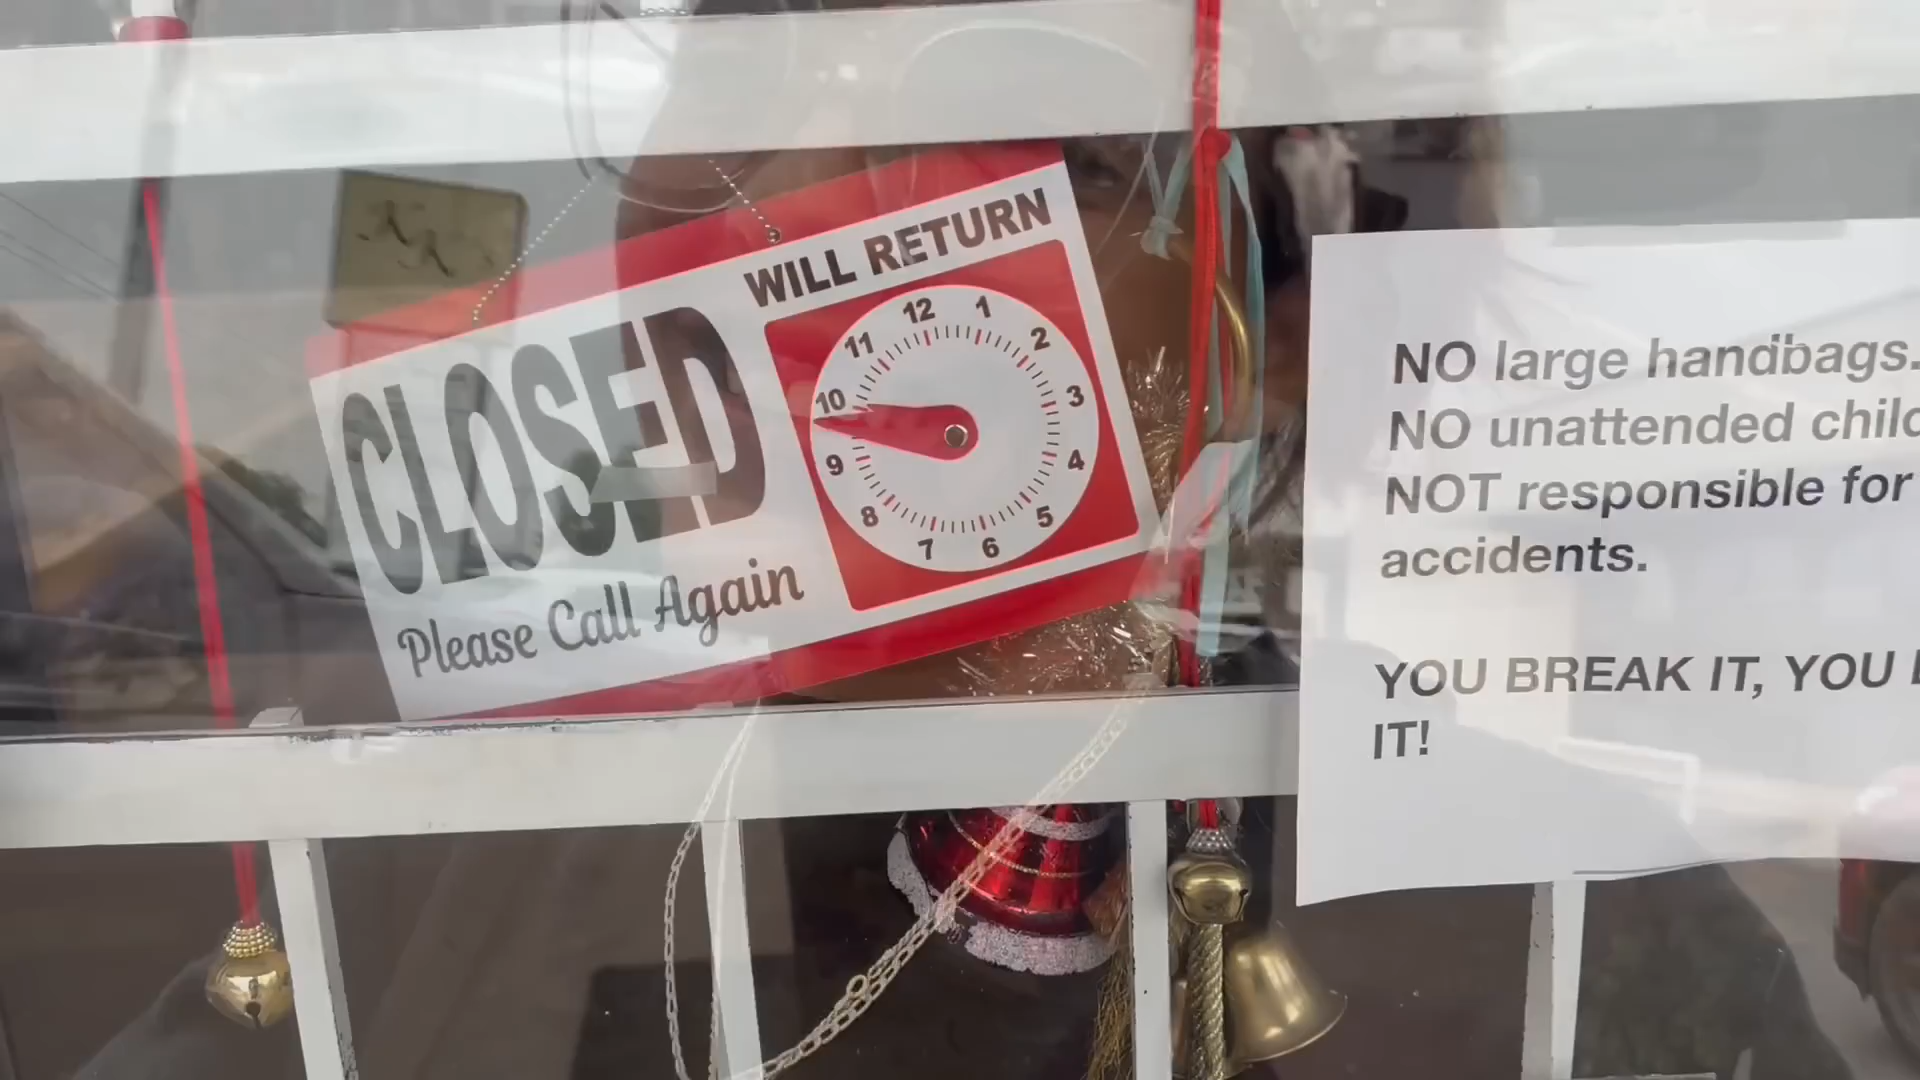 WILL RETURN
CLOSED
Please Call Again
12
1
2
3
4
5
6
7
8
9
10
11
NO large handbags.
NO unattended
NOT responsible for
accidents.
YOU BREAK IT, YOU
IT!